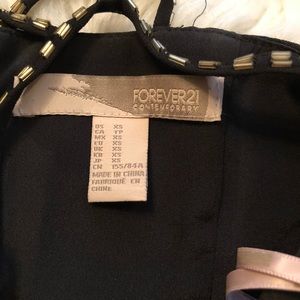 FOREVER21
CONTEMPORARY
US XS
CA TP
MX XS
EU XS
UK XS
KR XS
JP XS
CN 155/84A
MADE IN CHINA
FABRIQUÉ EN
CHINE